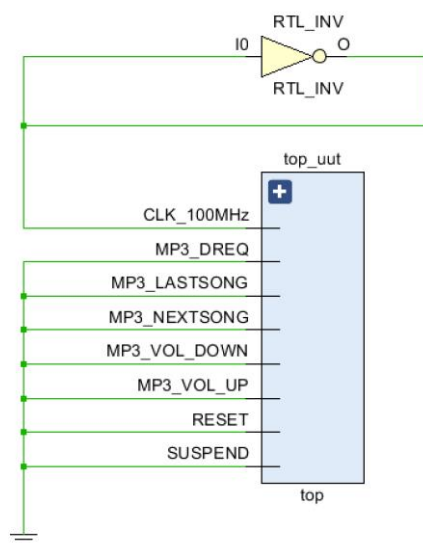 RTL_INV
I0
O
RTL_INV
top_uut
CLK_100MHz
MP3_DREQ
MP3_LASTSONG
MP3_NEXTSONG
MP3_VOL_DOWN
MP3_VOL_UP
RESET
SUSPEND
top